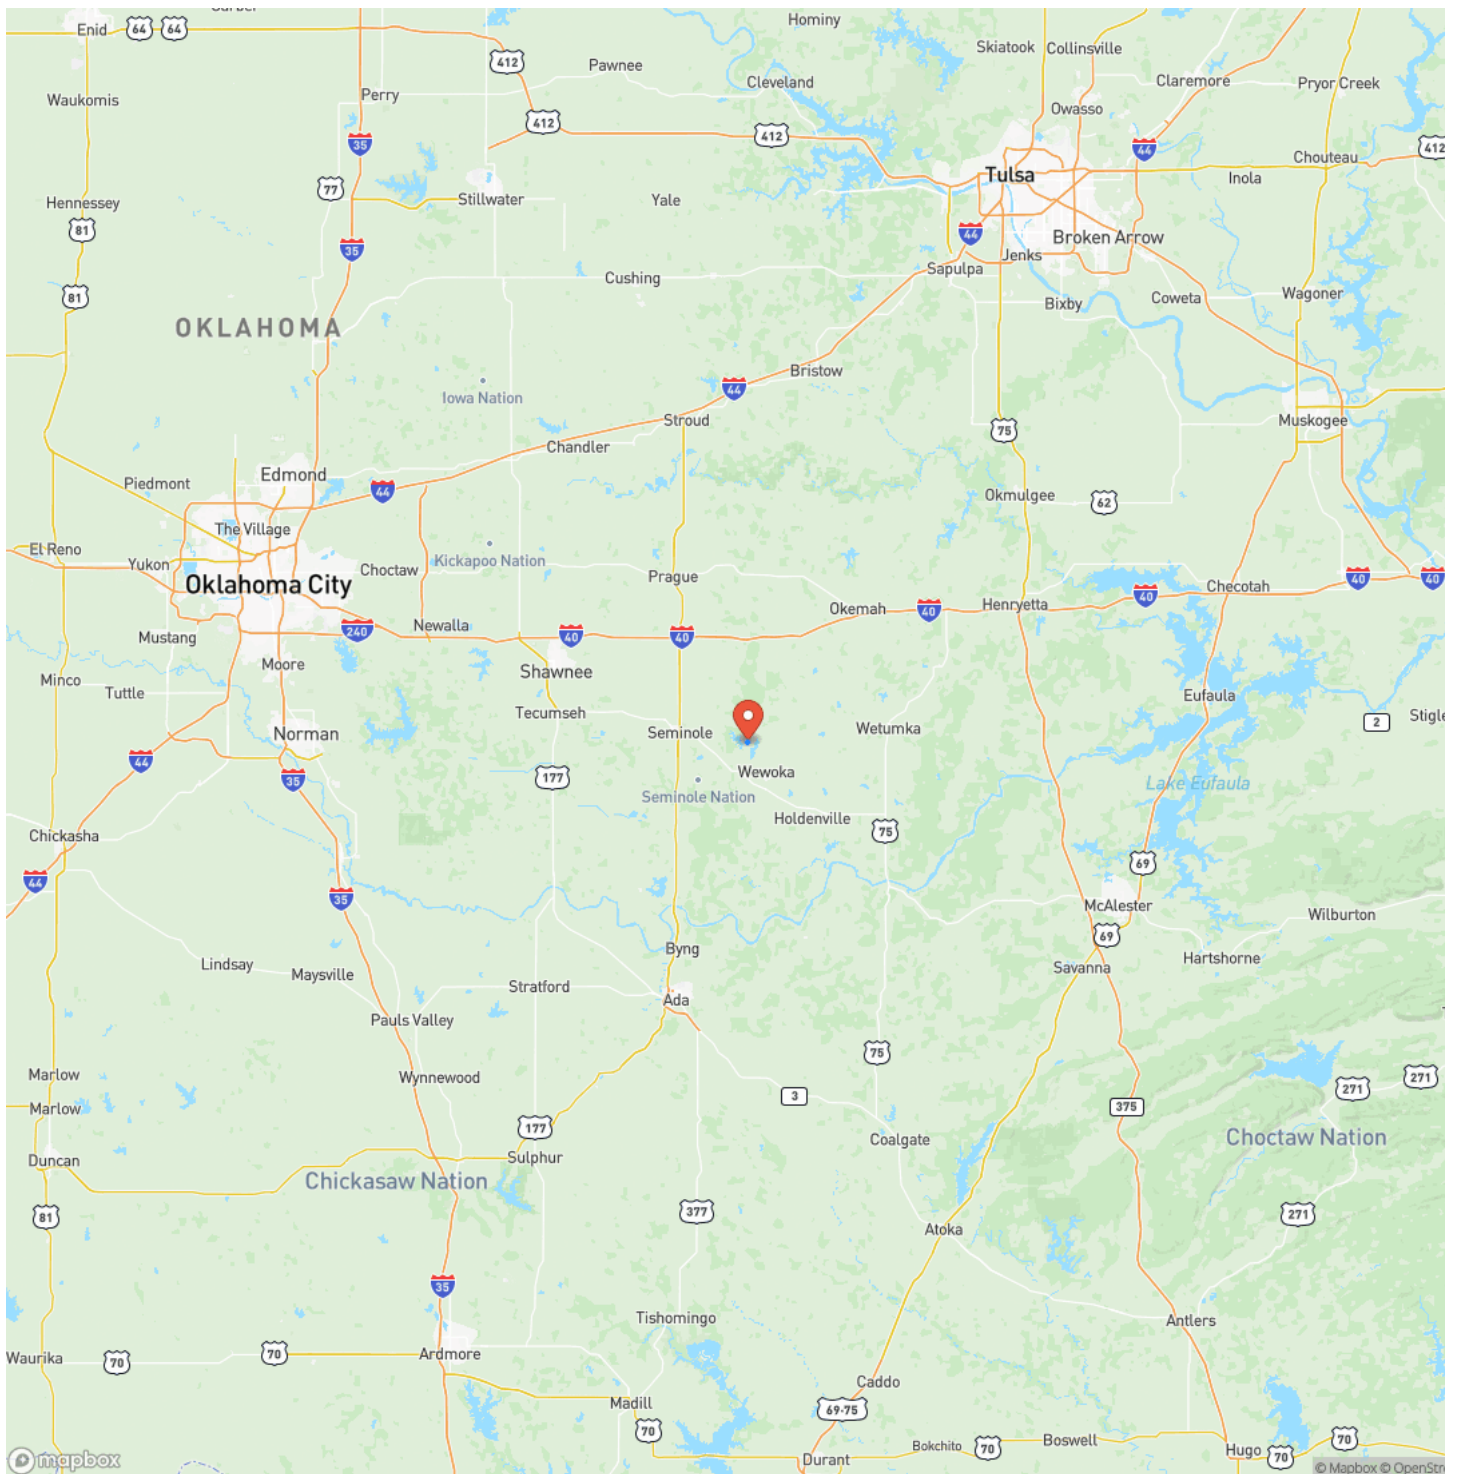 Hominy
Enid
64
64
Skiatook
Collinsville
412
Pawnee
Cleveland
Claremore
Pryor Creek
Waukomis
Perry
Owasso
412
412
35
44
412
Chouteau
77
Tulsa
Inola
Hennessey
Stillwater
Yale
81
44
Broken Arrow
35
Jenks
Sapulpa
Cushing
81
Bixby
Coweta
Wagoner
OKLAHOMA
Bristow
44
Iowa Nation
Stroud
Muskogee
75
Chandler
Edmond
Piedmont
44
Okmulgee
62
The Village
El Reno
Yukon
Choctaw
Kickapoo Nation
Prague
40
40
Oklahoma City
Checotah
40
Okemah
40
Henryetta
Newalla
240
40
40
Mustang
Moore
Shawnee
Minco
Tuttle
Eufaula
Tecumseh
2
Stigle
Norman
Seminole
Wetumka
44
35
177
Wewoka
Lake Eufaula
Seminole Nation
Holdenville
75
Chickasha
69
44
35
McAlester
Wilburton
69
Byng
Hartshorne
Lindsay
Maysville
Savanna
Stratford
Ada
Pauls Valley
75
Marlow
Wynnewood
271
271
3
375
Marlow
177
Coalgate
Choctaw Nation
Duncan
Sulphur
Chickasaw Nation
81
377
271
Atoka
35
Tishomingo
Antlers
Waurika
70
70
Ardmore
Caddo
Madill
69-75
70
Bokchito
70
Boswell
70
Hugo
70
Durant
mapbox
© Mapbox © OpenStre